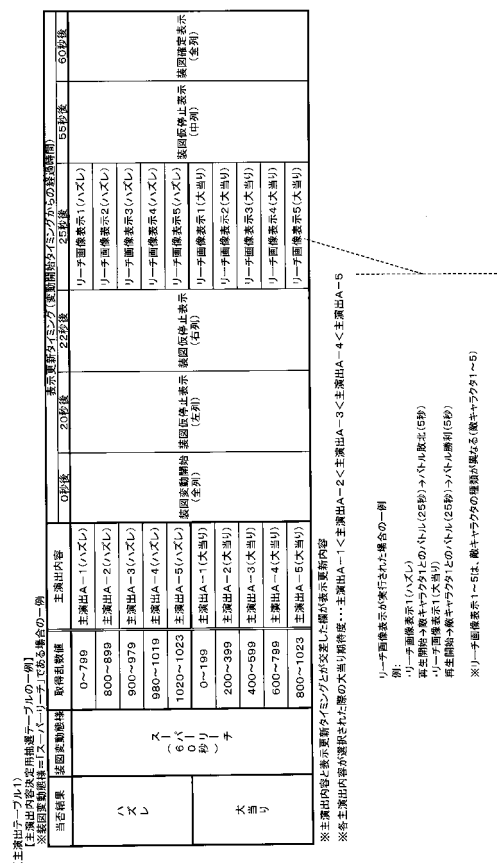 主演出テーブル1)
【主演出内容決定用抽選テーブルの一例】
※装図変動態様=「スーパーリーチ」である場合の一例
当否結果 装図変動態様 取得乱数値 主演出内容 表示更新タイミング(変動開始タイミングからの経過時間)
0秒後 20秒後 22秒後 25秒後 55秒後 60秒後
ハズレ
スーパーリーチ
(60秒)
0~799 主演出A-1(ハズレ) リーチ画像表示1(ハズレ)
800~899 主演出A-2(ハズレ) リーチ画像表示2(ハズレ)
900~979 主演出A-3(ハズレ) リーチ画像表示3(ハズレ)
980~1019 主演出A-4(ハズレ) リーチ画像表示4(ハズレ)
1020~1023 主演出A-5(ハズレ) リーチ画像表示5(ハズレ)
装図変動開始 装図仮停止表示 装図仮停止表示 装図仮停止表示 装図確定表示
(全列) (左列) (右列) (中列) (全列)
大当り
0~199 主演出A-1(大当り) リーチ画像表示1(大当り)
200~399 主演出A-2(大当り) リーチ画像表示2(大当り)
400~599 主演出A-3(大当り) リーチ画像表示3(大当り)
600~799 主演出A-4(大当り) リーチ画像表示4(大当り)
800~1023 主演出A-5(大当り) リーチ画像表示5(大当り)
※主演出内容と表示更新タイミングとが交差した欄が表示更新内容
※各主演出内容が選択された際の大当り期待度・・・主演出A-1<主演出A-2<主演出A-3<主演出A-4<主演出A-5
リーチ画像表示が実行された場合の一例
例:
・リーチ画像表示1(ハズレ)
再生開始→敵キャラクタ1とのバトル(25秒)→バトル敗北(5秒)
・リーチ画像表示1(大当り)
再生開始→敵キャラクタ1とのバトル(25秒)→バトル勝利(5秒)
※リーチ画像表示1~5は、敵キャラクタの種類が異なる(敵キャラクタ1~5)